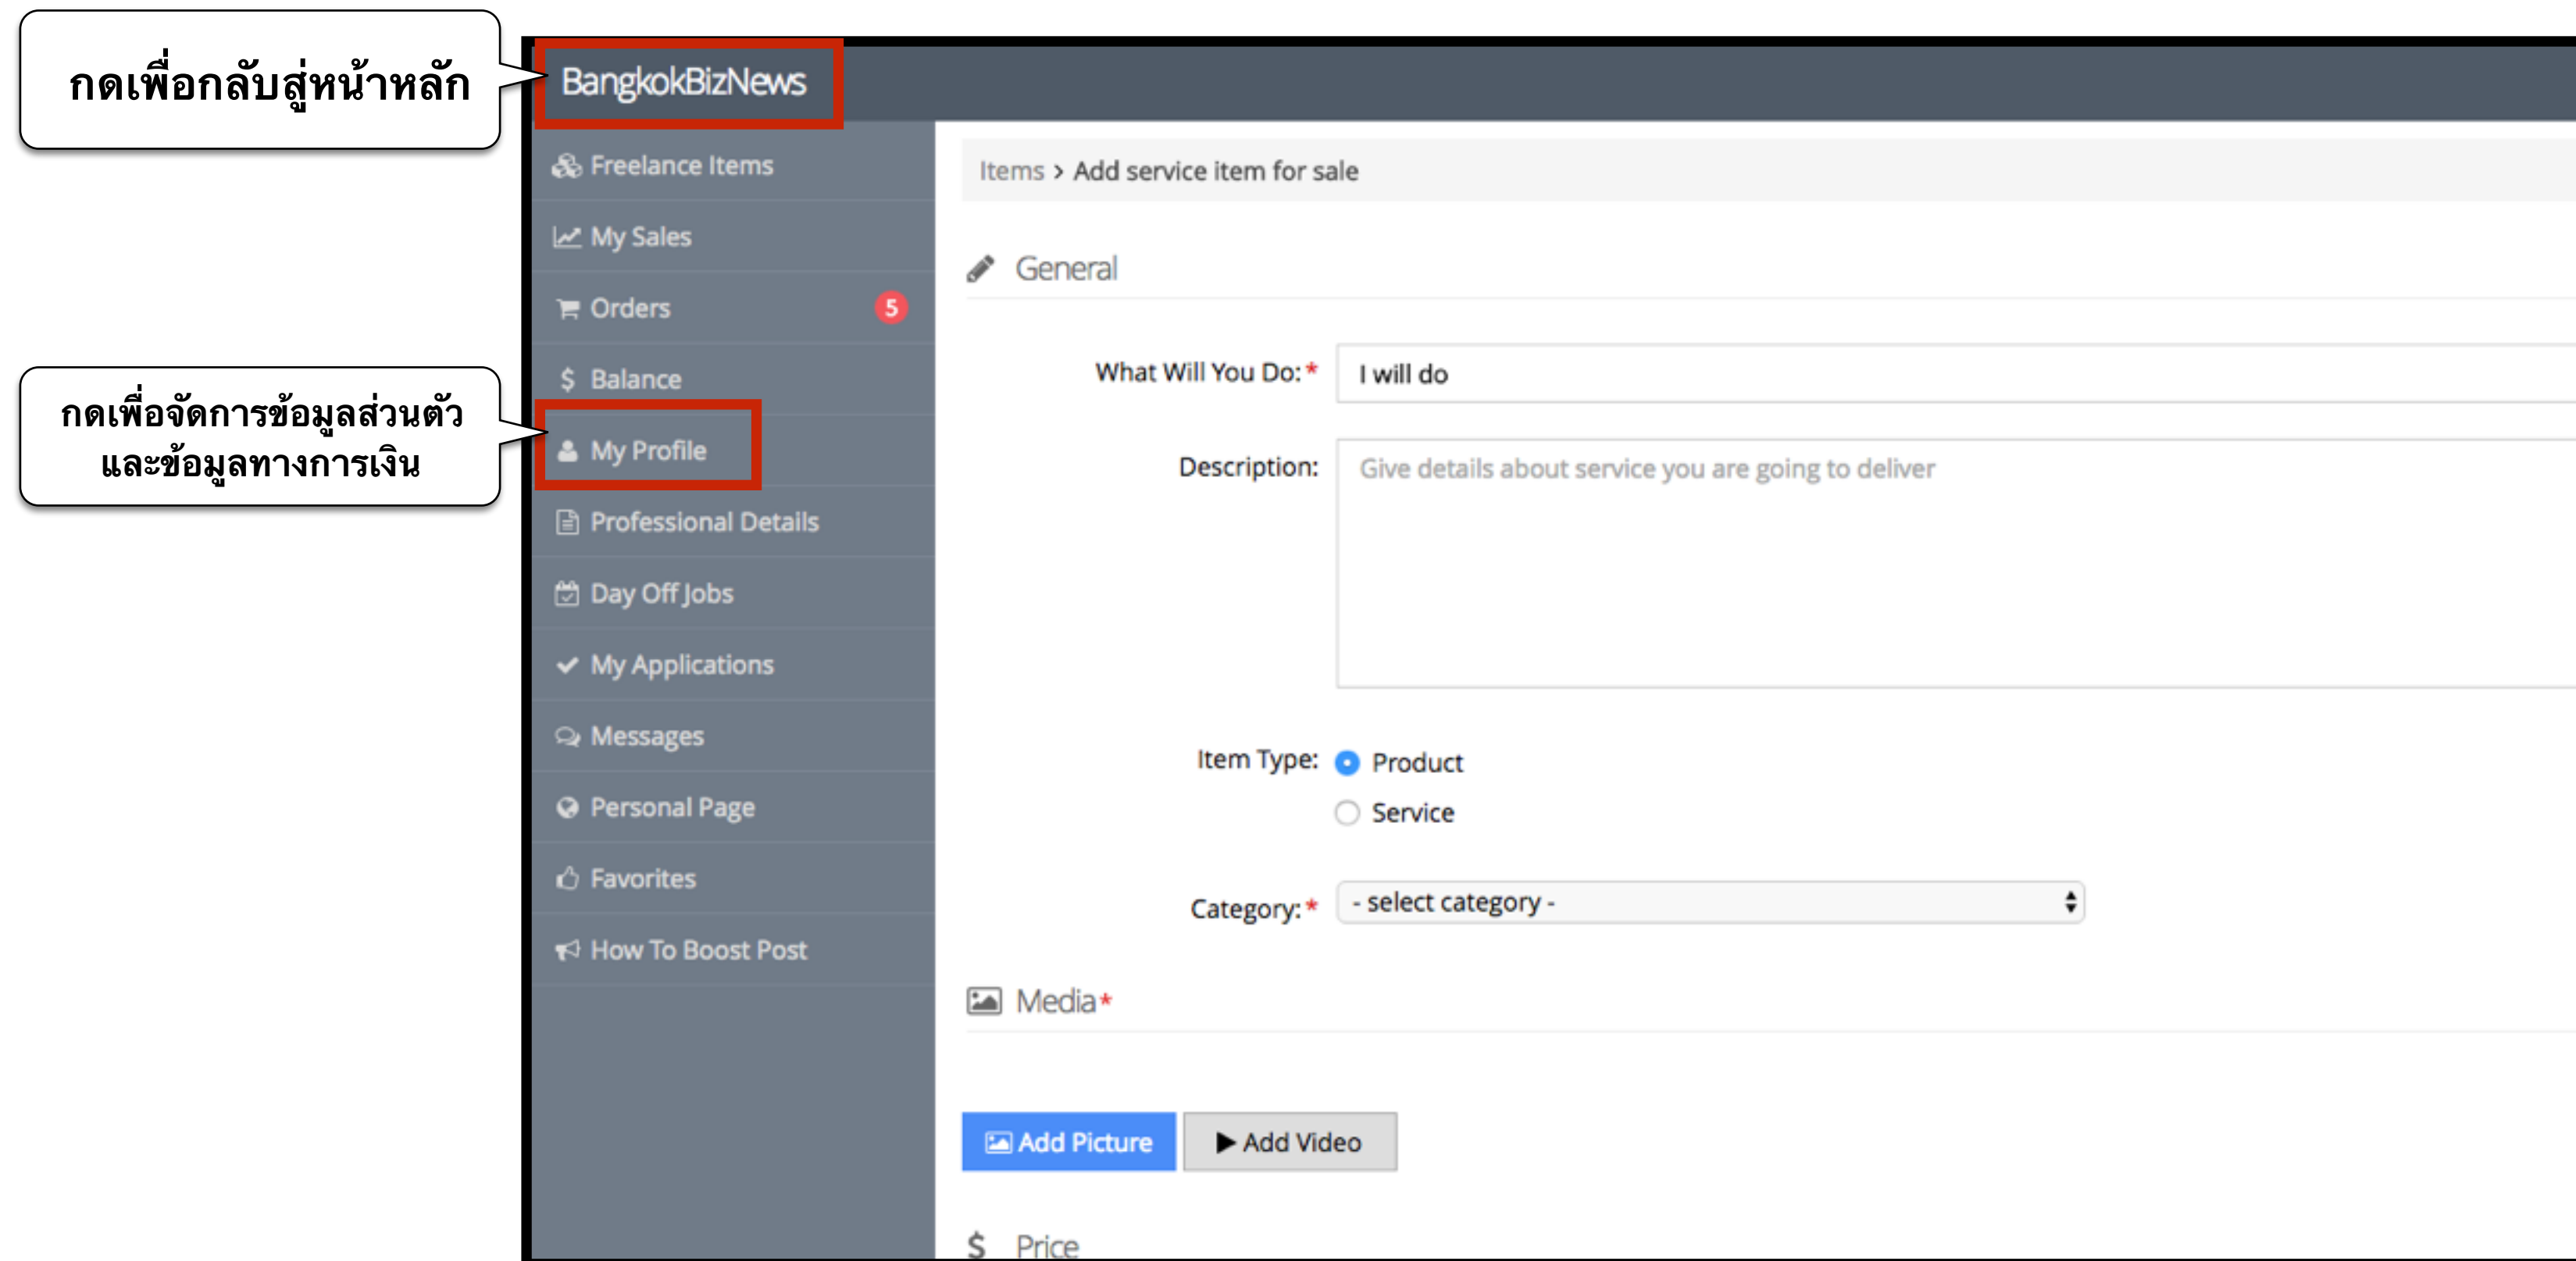 กดเพื่อกลับสู่หน้าหลัก
BangkokBizNews
Freelance Items
My Sales
Orders 5
Balance
กดเพื่อจัดการข้อมูลส่วนตัว
และข้อมูลทางการเงิน
My Profile
Professional Details
Day Off Jobs
My Applications
Messages
Personal Page
Favorites
How To Boost Post
Items > Add service item for sale
General
What Will You Do:* I will do
Description: Give details about service you are going to deliver
Item Type: Product
Service
Category:* - select category -
Media*
Add Picture Add Video
$ Price